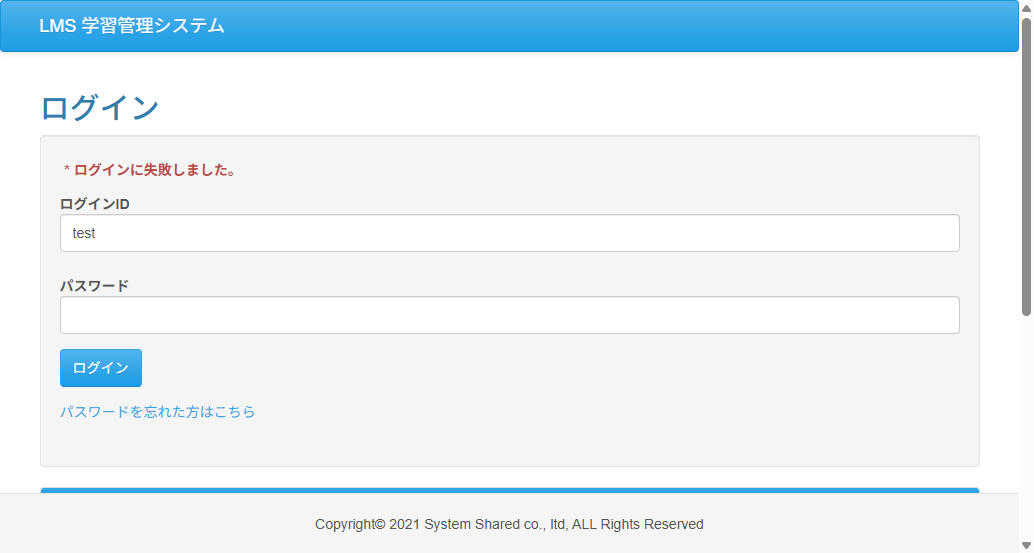 LMS 学習管理システム
ログイン
* ログインに失敗しました。
ログインID
test
パスワード
ログイン
パスワードを忘れた方はこちら
Copyright© 2021 System Shared co., ltd, ALL Rights Reserved